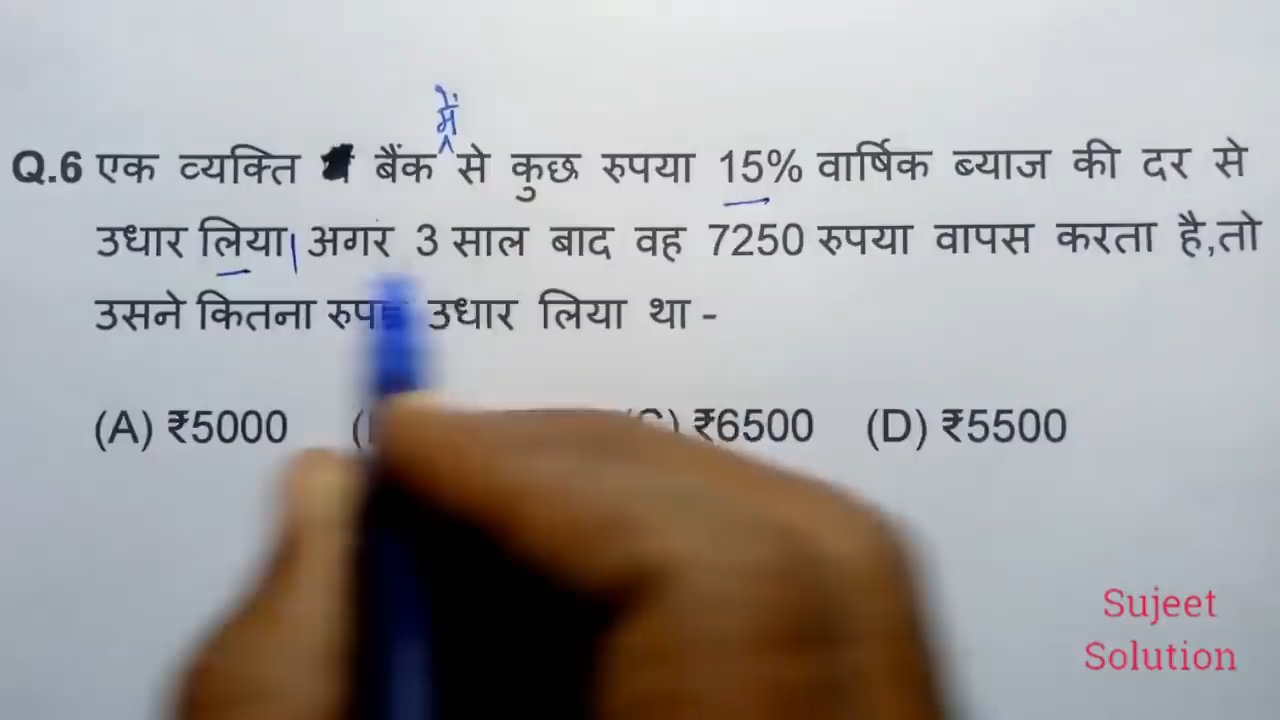 में
Q.6 एक व्यक्ति बैंक से कुछ रुपया 15% वार्षिक ब्याज की दर से
उधार लिया| अगर 3 साल बाद वह 7250 रुपया वापस करता है,तो
उसने कितना उधार लिया था -
(A) ₹5000 (C) ₹6500 (D) ₹5500
Sujeet
Solution